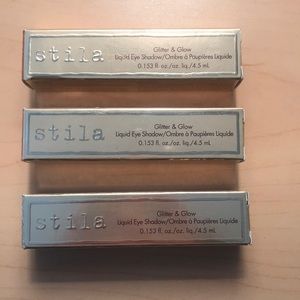 stila
Glitter & Glow
Liquid Eye Shadow/Ombre à Paupières Liquide
0.153 fl. oz./oz. liq./4.5 mL
stila
Glitter & Glow
Liquid Eye Shadow/Ombre à Paupières Liquide
0.153 fl. oz./oz. liq./4.5 mL
stila
Glitter & Glow
Liquid Eye Shadow/Ombre à Paupières Liquide
0.153 fl. oz./oz. liq./4.5 mL